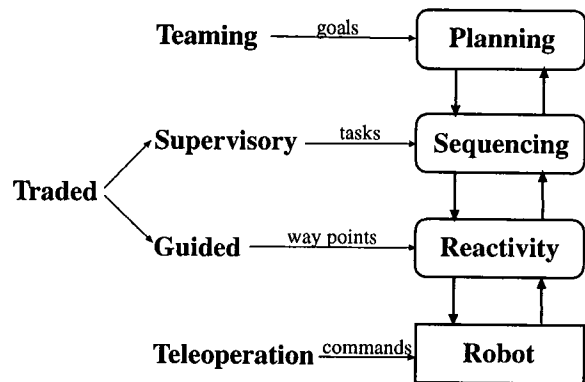 Teaming goals Planning
Supervisory tasks Sequencing
Traded
Guided way points Reactivity
Teleoperation commands Robot